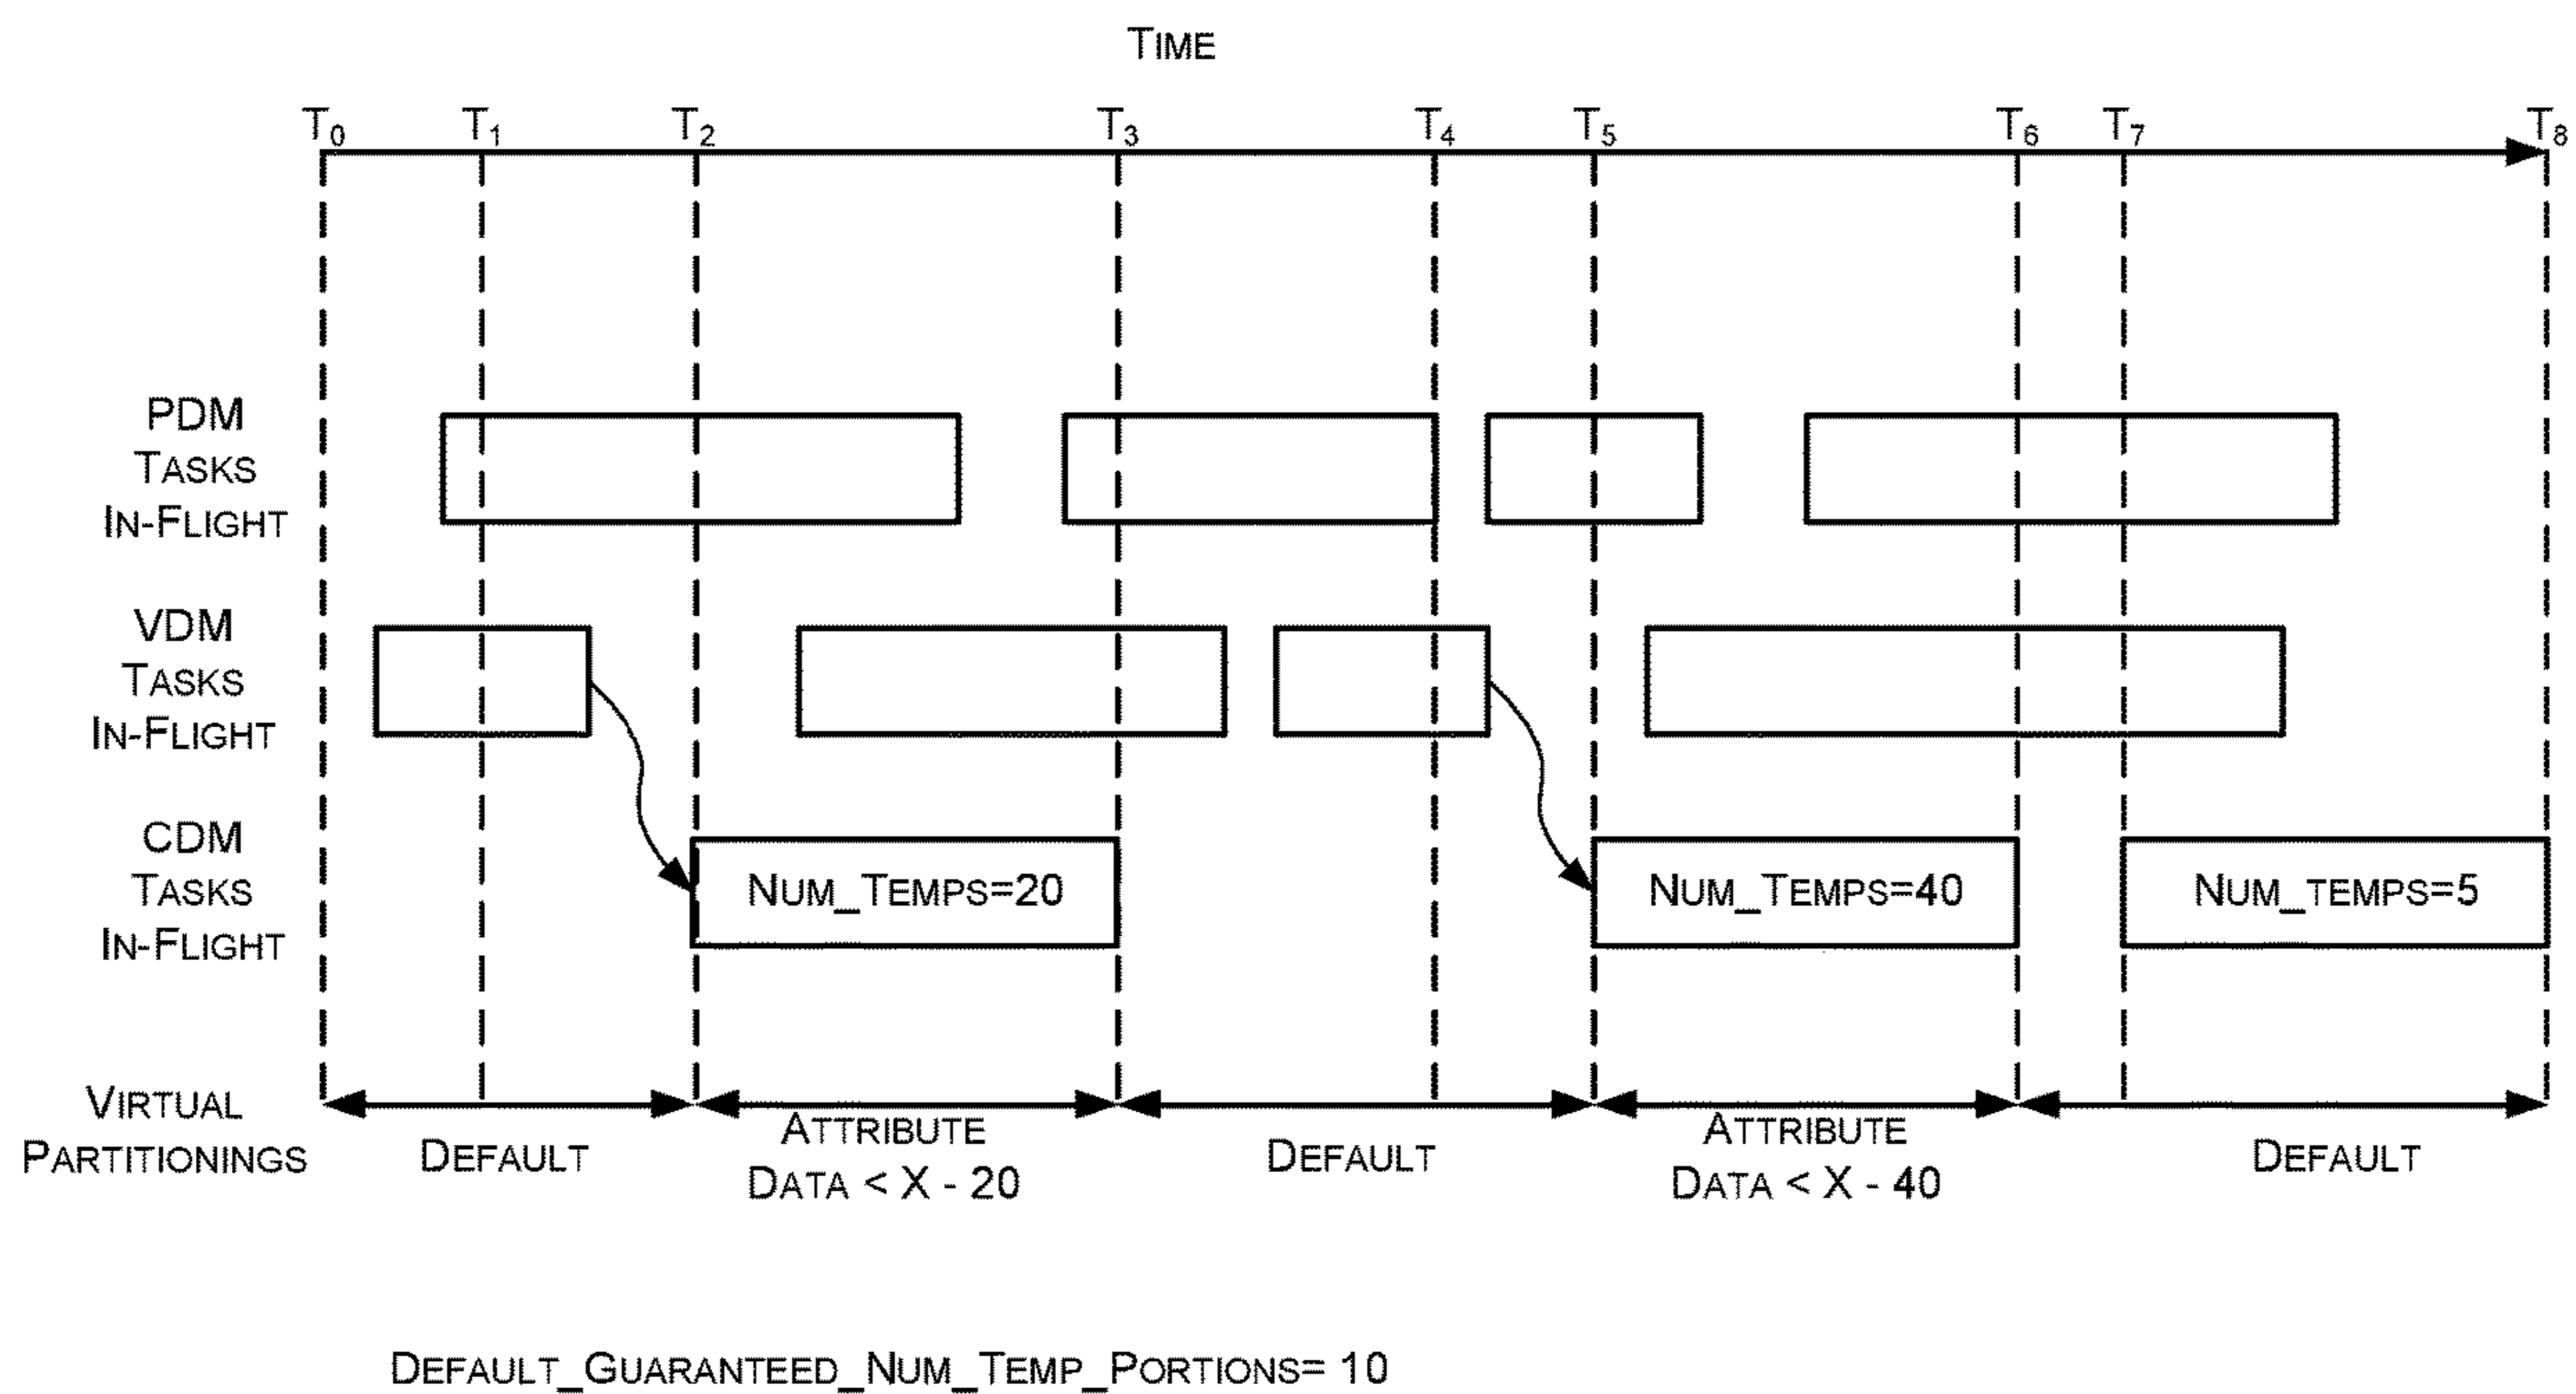 TIME
T0 T1 T2 T3 T4 T5 T6 T7 T8
PDM
TASKS
IN-FLIGHT
VDM
TASKS
IN-FLIGHT
CDM
TASKS
IN-FLIGHT
NUM_TEMPS=20
NUM_TEMPS=40
NUM_TEMPS=5
VIRTUAL
PARTITIONINGS
DEFAULT
ATTRIBUTE
DATA < X - 20
DEFAULT
ATTRIBUTE
DATA < X - 40
DEFAULT
DEFAULT_GUARANTEED_NUM_TEMP_PORTIONS= 10